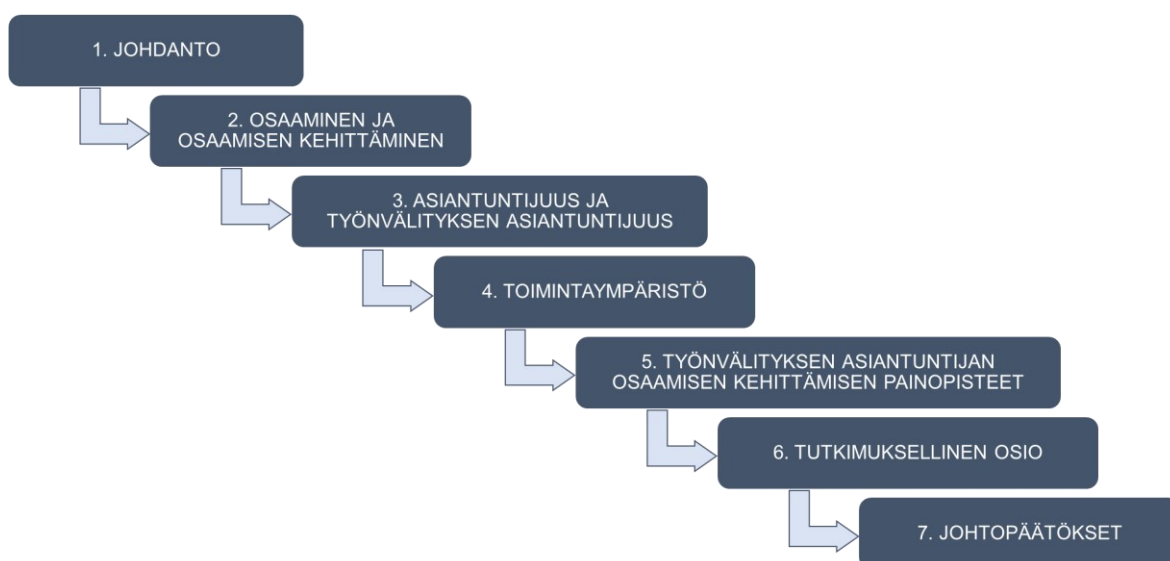 1. JOHDANTO
2. OSAAMINEN JA
OSAAMISEN KEHITTÄMINEN
3. ASIANTUNTIJUUS JA
TYÖNVÄLITYKSEN ASIANTUNTIJUUS
4. TOIMINTAYMPÄRISTÖ
5. TYÖNVÄLITYKSEN ASIANTUNTIJAN
OSAAMISEN KEHITTÄMISEN PAINOPISTEET
6. TUTKIMUKSELLINEN OSIO
7. JOHTOPÄÄTÖKSET